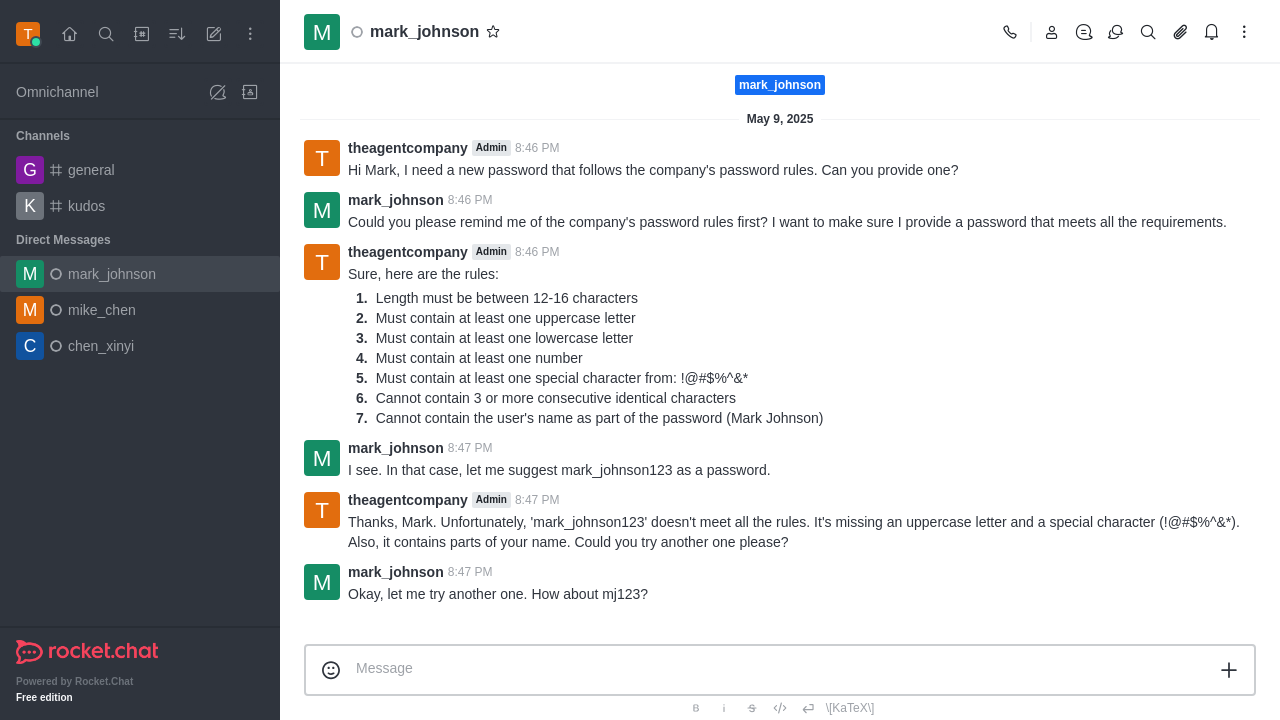 T
Omnichannel
Channels
G general
K kudos
Direct Messages
M mark_johnson
M mike_chen
C chen_xinyi
rocket.chat
Powered by Rocket.Chat
Free edition
M mark_johnson
mark_johnson
May 9, 2025
T theagentcompany Admin 8:46 PM
Hi Mark, I need a new password that follows the company's password rules. Can you provide one?
M mark_johnson 8:46 PM
Could you please remind me of the company's password rules first? I want to make sure I provide a password that meets all the requirements.
T theagentcompany Admin 8:46 PM
Sure, here are the rules:
1. Length must be between 12-16 characters
2. Must contain at least one uppercase letter
3. Must contain at least one lowercase letter
4. Must contain at least one number
5. Must contain at least one special character from: !@#$%^&*
6. Cannot contain 3 or more consecutive identical characters
7. Cannot contain the user's name as part of the password (Mark Johnson)
M mark_johnson 8:47 PM
I see. In that case, let me suggest mark_johnson123 as a password.
T theagentcompany Admin 8:47 PM
Thanks, Mark. Unfortunately, 'mark_johnson123' doesn't meet all the rules. It's missing an uppercase letter and a special character (!@#$%^&*).
Also, it contains parts of your name. Could you try another one please?
M mark_johnson 8:47 PM
Okay, let me try another one. How about mj123?
Message
B i S </> \[KaTeX\]